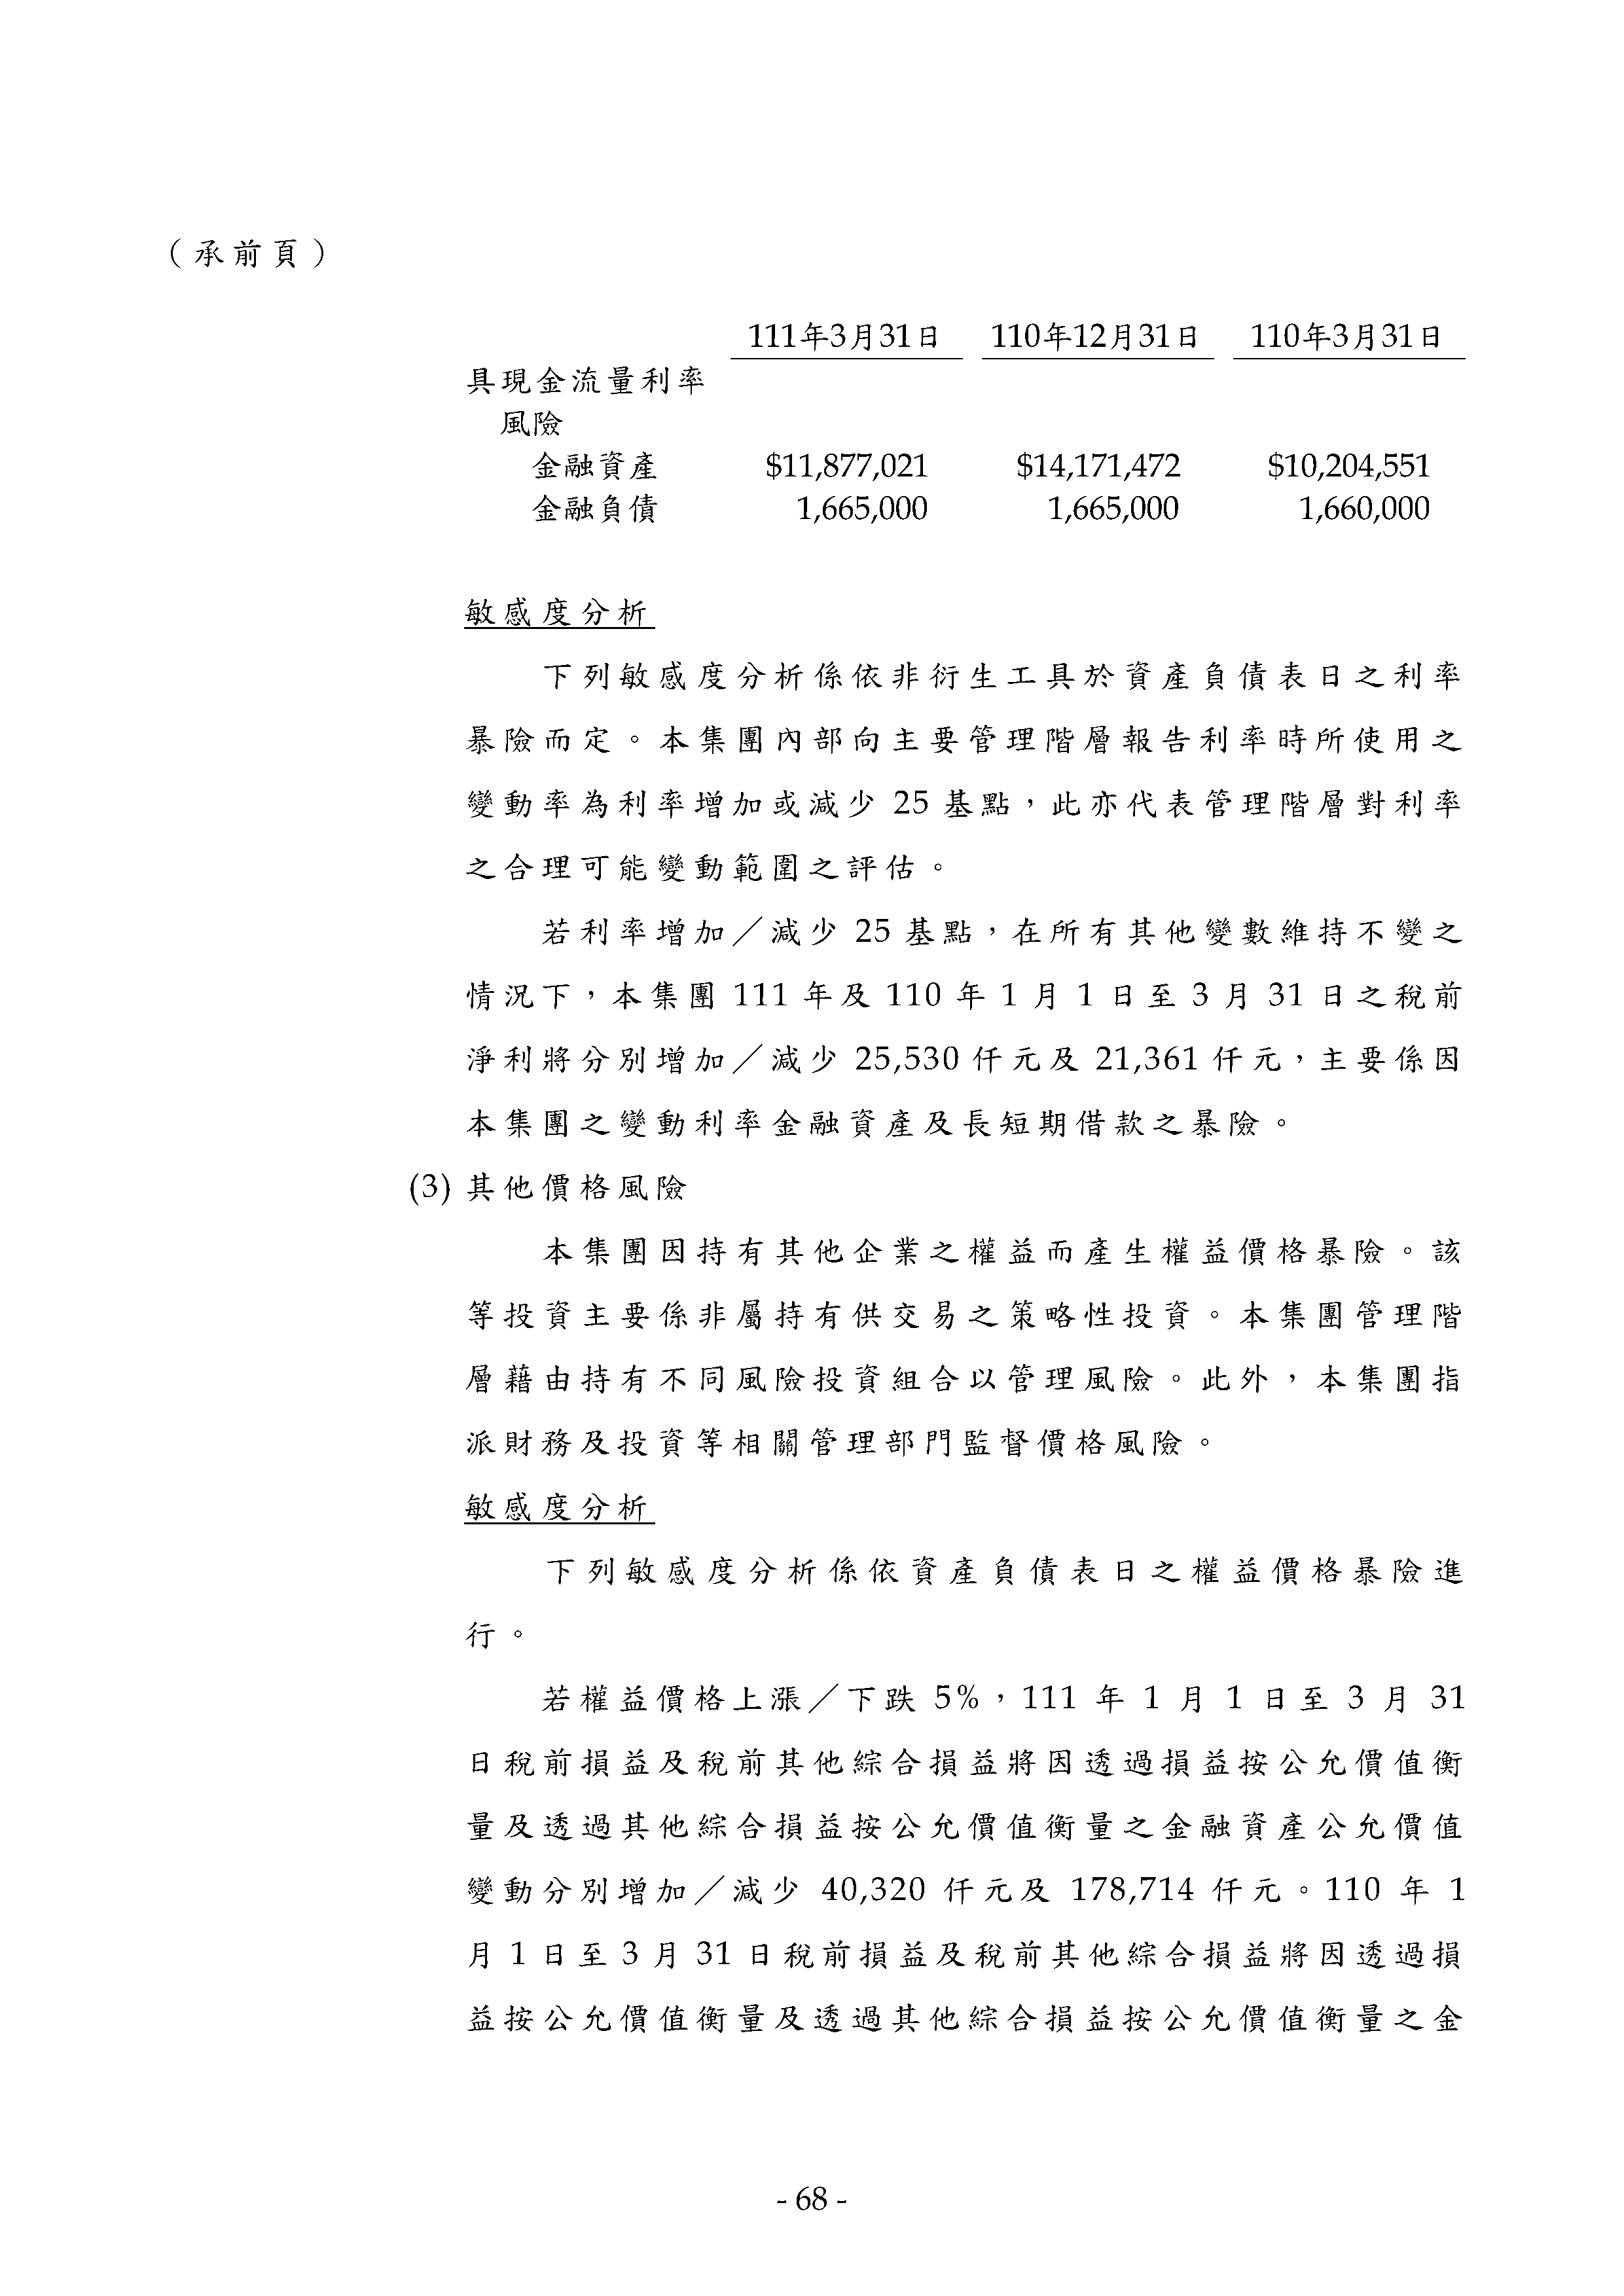 （承前頁）
111年3月31日 110年12月31日 110年3月31日
具現金流量利率
風險
金融資產 $11,877,021 $14,171,472 $10,204,551
金融負債 1,665,000 1,665,000 1,660,000
敏感度分析
下列敏感度分析係依非衍生工具於資產負債表日之利率
暴險而定。本集團內部向主要管理階層報告利率時所使用之
變動率為利率增加或減少 25 基點，此亦代表管理階層對利率
之合理可能變動範圍之評估。
若利率增加／減少 25 基點，在所有其他變數維持不變之
情況下，本集團 111 年及 110 年 1 月 1 日至 3 月 31 日之稅前
淨利將分別增加／減少 25,530 仟元及 21,361 仟元，主要係因
本集團之變動利率金融資產及長短期借款之暴險。
(3) 其他價格風險
本集團因持有其他企業之權益而產生權益價格暴險。該
等投資主要係非屬持有供交易之策略性投資。本集團管理階
層藉由持有不同風險投資組合以管理風險。此外，本集團指
派財務及投資等相關管理部門監督價格風險。
敏感度分析
下列敏感度分析係依資產負債表日之權益價格暴險進
行。
若權益價格上漲／下跌 5%，111 年 1 月 1 日至 3 月 31
日稅前損益及稅前其他綜合損益將因透過損益按公允價值衡
量及透過其他綜合損益按公允價值衡量之金融資產公允價值
變動分別增加／減少 40,320 仟元及 178,714 仟元。110 年 1
月 1 日至 3 月 31 日稅前損益及稅前其他綜合損益將因透過損
益按公允價值衡量及透過其他綜合損益按公允價值衡量之金
- 68 -